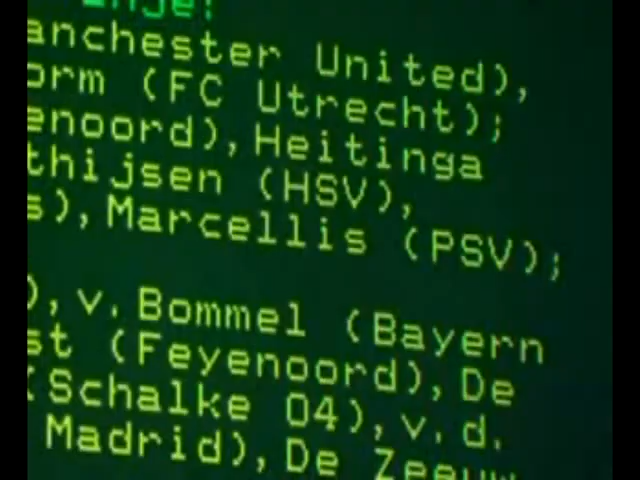 anchester United),
orm (FC Utrecht);
enoord),Heitinga
thijsen (HSV),
s),Marcellis (PSV);
),v.Bommel (Bayern
st (Feyenoord),De
(Schalke 04),v.d.
Madrid),De Zeeuw